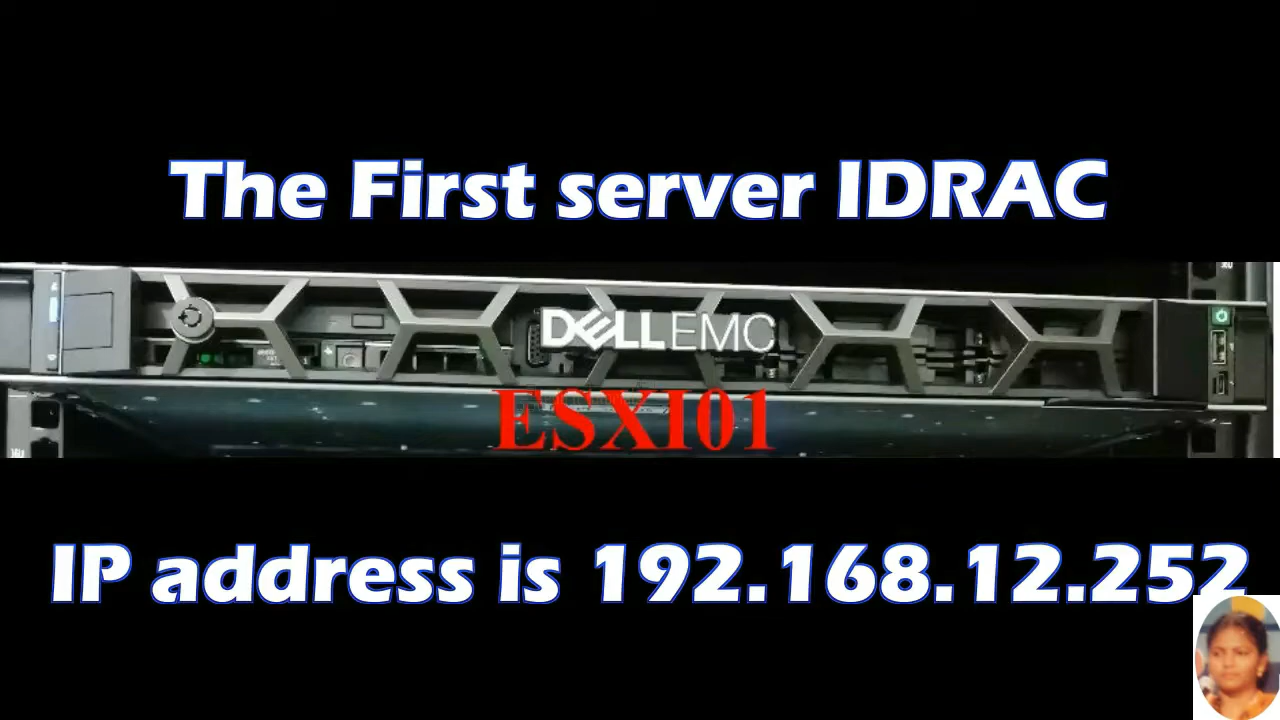 The First server IDRAC
DELLEMC
ESXI01
IP address is 192.168.12.252